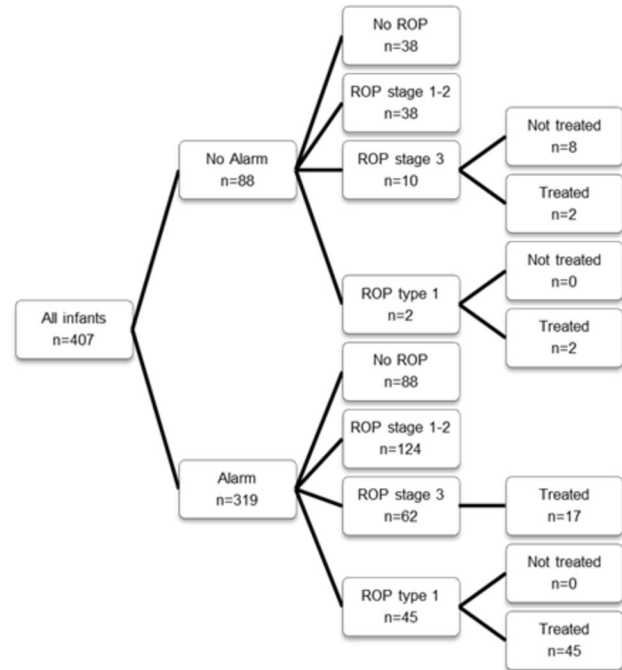 No ROP
n=38
ROP stage 1-2
n=38
Not treated
n=8
No Alarm
n=88
ROP stage 3
n=10
Treated
n=2
Not treated
n=0
ROP type 1
n=2
All infants
n=407
Treated
n=2
No ROP
n=88
ROP stage 1-2
n=124
Alarm
n=319
ROP stage 3
n=62
Treated
n=17
Not treated
n=0
ROP type 1
n=45
Treated
n=45